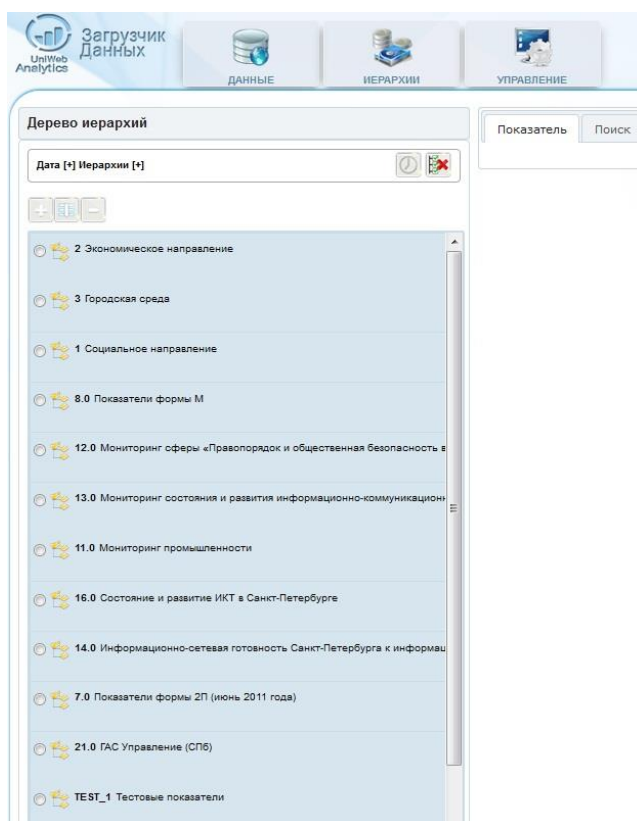 Загрузчик
Данных
UniWeb
Analytics
ДАННЫЕ
ИЕРАРХИИ
УПРАВЛЕНИЕ
Дерево иерархий
Показатель Поиск
Дата [+] Иерархии [+]
2 Экономическое направление
3 Городская среда
1 Социальное направление
8.0 Показатели формы М
12.0 Мониторинг сферы «Правопорядок и общественная безопасность в
13.0 Мониторинг состояния и развития информационно-коммуникационн
11.0 Мониторинг промышленности
16.0 Состояние и развитие ИКТ в Санкт-Петербурге
14.0 Информационно-сетевая готовность Санкт-Петербурга к информац
7.0 Показатели формы 2П (июнь 2011 года)
21.0 ГАС Управление (СПб)
TEST_1 Тестовые показатели